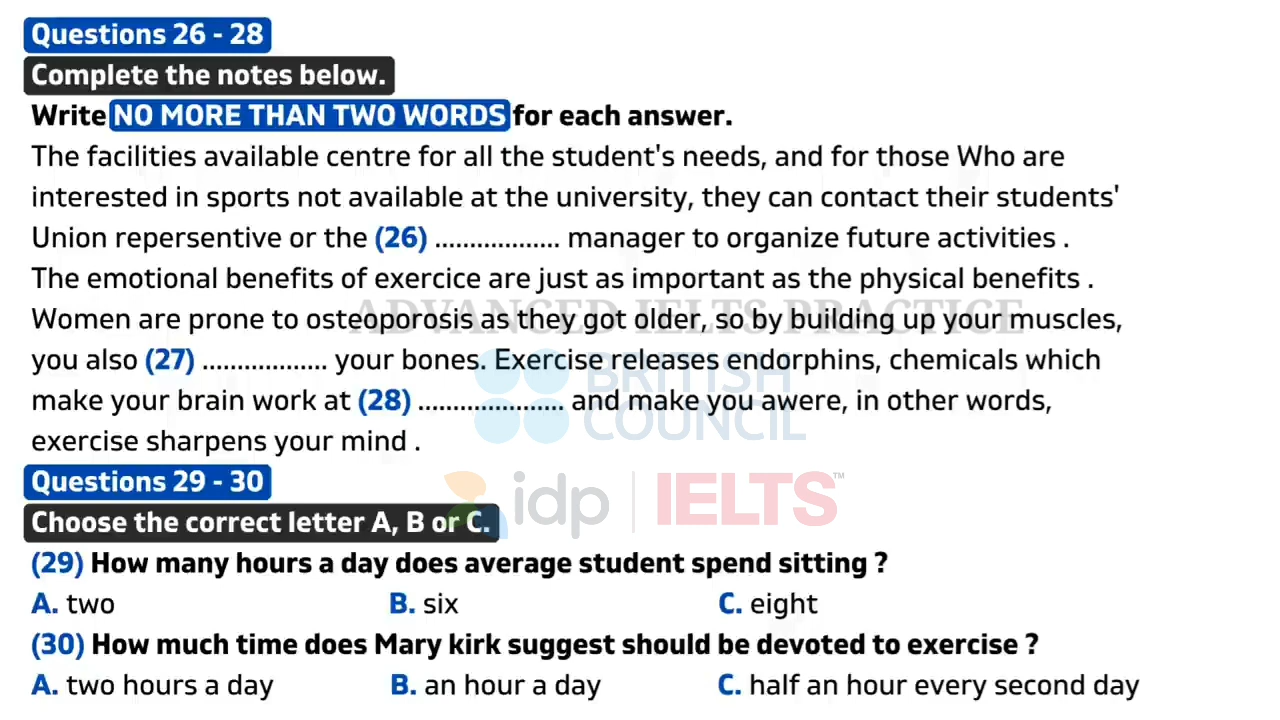 Questions 26 - 28
Complete the notes below.
Write NO MORE THAN TWO WORDS for each answer.
The facilities available centre for all the student's needs, and for those Who are
interested in sports not available at the university, they can contact their students'
Union repersentive or the (26) .................. manager to organize future activities .
The emotional benefits of exercice are just as important as the physical benefits .
ADVANCED IELTS PRACTICE
Women are prone to osteoporosis as they got older, so by building up your muscles,
you also (27) .................. your bones. Exercise releases endorphins, chemicals which
BRITISH
make your brain work at (28) ..................... and make you awere, in other words,
COUNCIL
exercise sharpens your mind .
Questions 29 - 30
idp | IELTS™
Choose the correct letter A, B or C.
(29) How many hours a day does average student spend sitting ?
A. two B. six C. eight
(30) How much time does Mary kirk suggest should be devoted to exercise ?
A. two hours a day B. an hour a day C. half an hour every second day